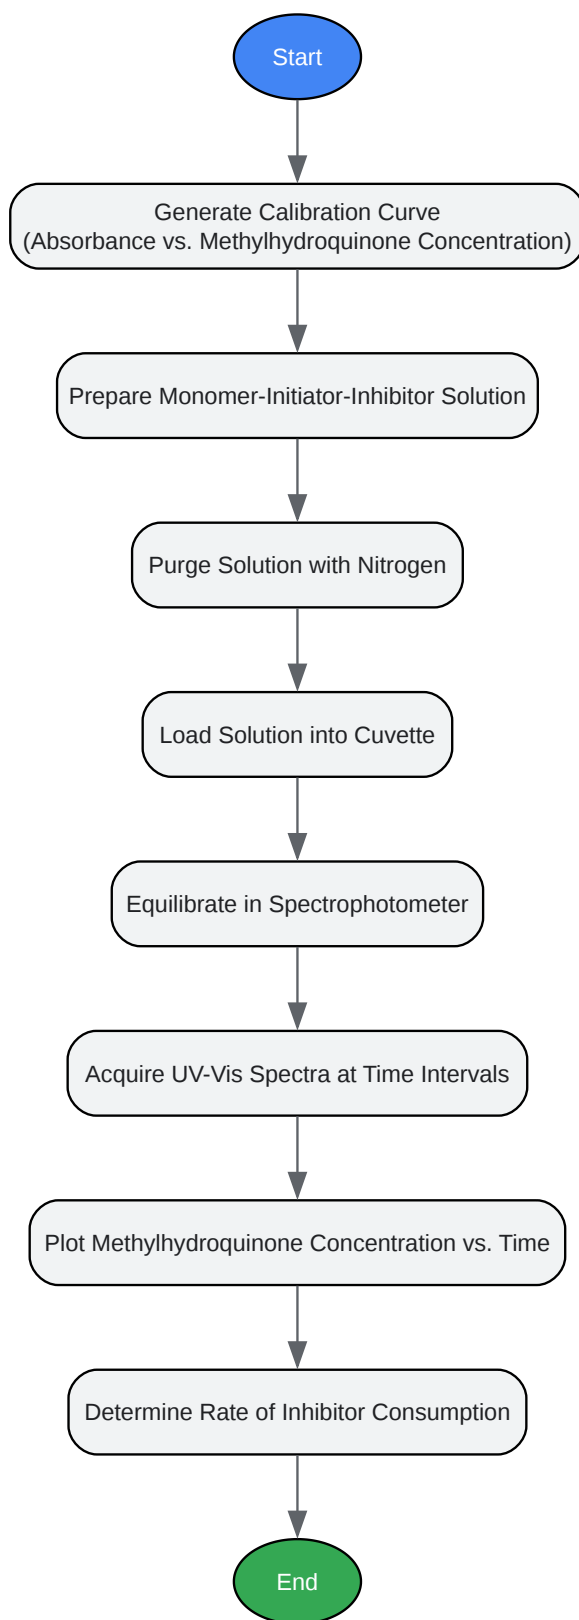 Start
Generate Calibration Curve
(Absorbance vs. Methylhydroquinone Concentration)
Prepare Monomer-Initiator-Inhibitor Solution
Purge Solution with Nitrogen
Load Solution into Cuvette
Equilibrate in Spectrophotometer
Acquire UV-Vis Spectra at Time Intervals
Plot Methylhydroquinone Concentration vs. Time
Determine Rate of Inhibitor Consumption
End